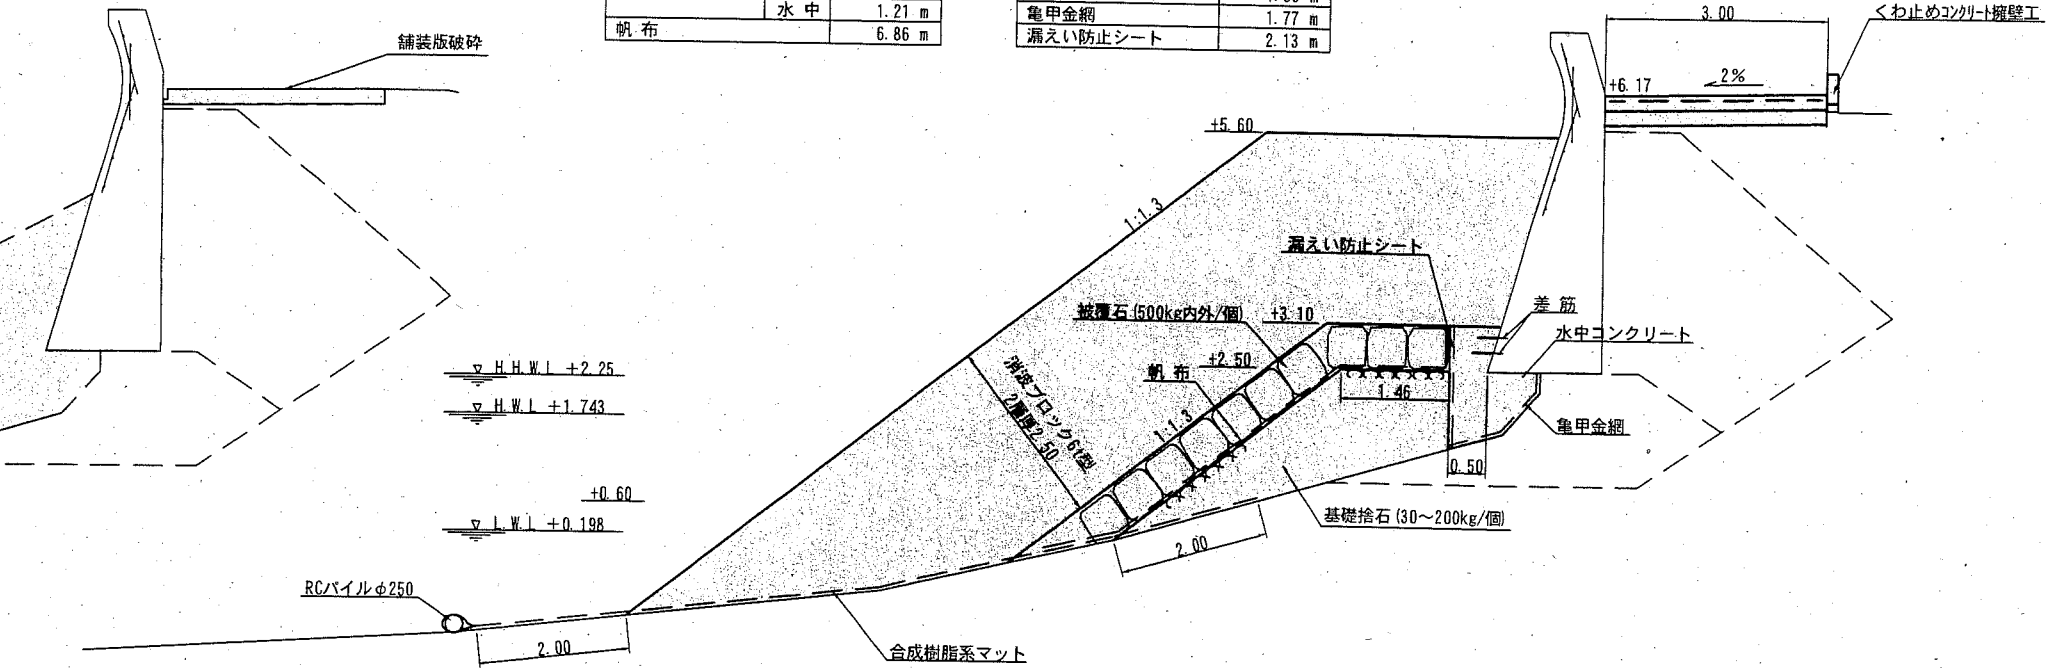 水中 1.21 m
帆布 6.86 m
亀甲金網 1.77 m
漏えい防止シート 2.13 m
3.00
くわ止めコンクリート擁壁工
舗装版破砕
+6.17
2%
+5.60
1:1.3
漏えい防止シート
被覆石(500kg内外/個)
+3.10
差筋
水中コンクリート
+2.50
帆布
1.46
消波ブロック6t型
2層厚2.50
1:1.3
H.H.W.L +2.25
H.W.L +1.743
亀甲金網
0.50
+0.60
L.W.L +0.198
基礎捨石(30～200kg/個)
2.00
RCパイルφ250
2.00
合成樹脂系マット